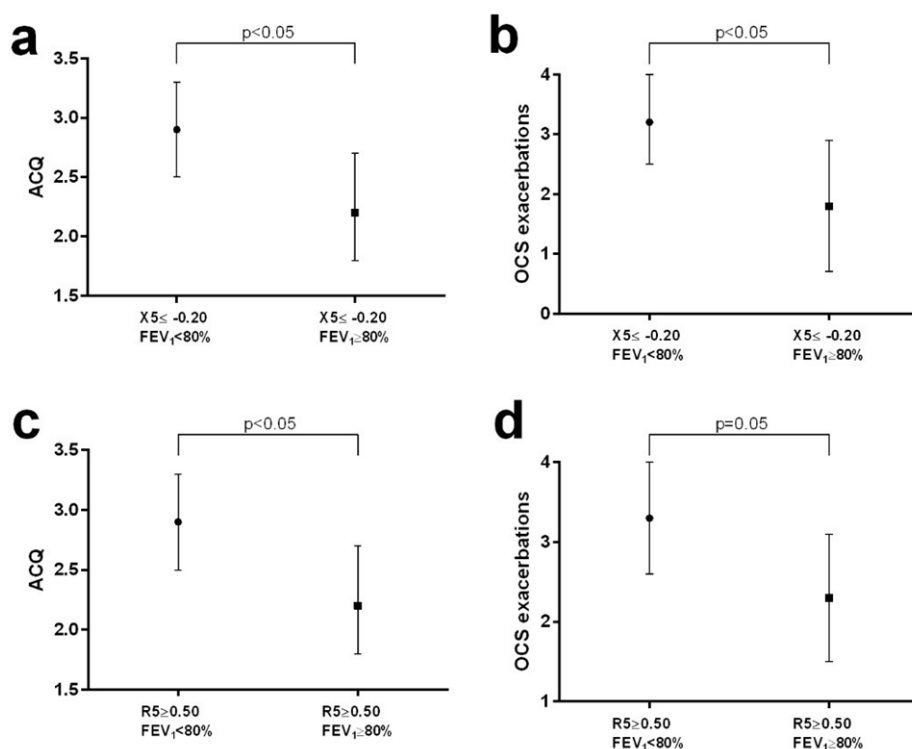 a
p<0.05
3.5
3.0
2.5
2.0
1.5
ACQ
X5≤ -0.20
FEV₁<80%
X5≤ -0.20
FEV₁≥80%
b
p<0.05
4
3
2
1
0
OCS exacerbations
X5≤ -0.20
FEV₁<80%
X5≤ -0.20
FEV₁≥80%
c
p<0.05
3.5
3.0
2.5
2.0
1.5
ACQ
R5≥0.50
FEV₁<80%
R5≥0.50
FEV₁≥80%
d
p=0.05
4
3
2
1
OCS exacerbations
R5≥0.50
FEV₁<80%
R5≥0.50
FEV₁≥80%